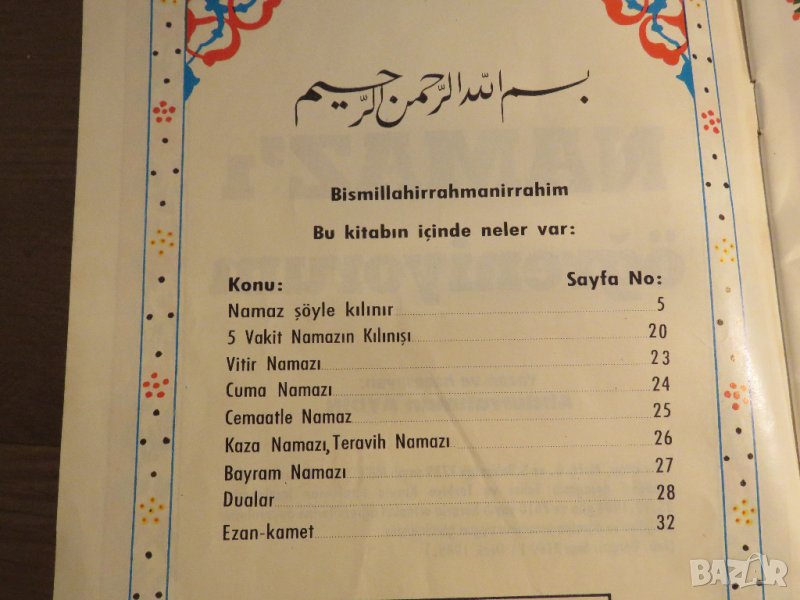 بسم الله الرحمن الرحيم
Bismillahirrahmanirrahim
Bu kitabın içinde neler var:
Konu: Sayfa No:
Namaz şöyle kılınır 5
5 Vakit Namazın Kılınışı 20
Vitir Namazı 23
Cuma Namazı 24
Cemaatle Namaz 25
Kaza Namazı, Teravih Namazı 26
Bayram Namazı 27
Dualar 28
Ezan-kamet 32
BAZAR